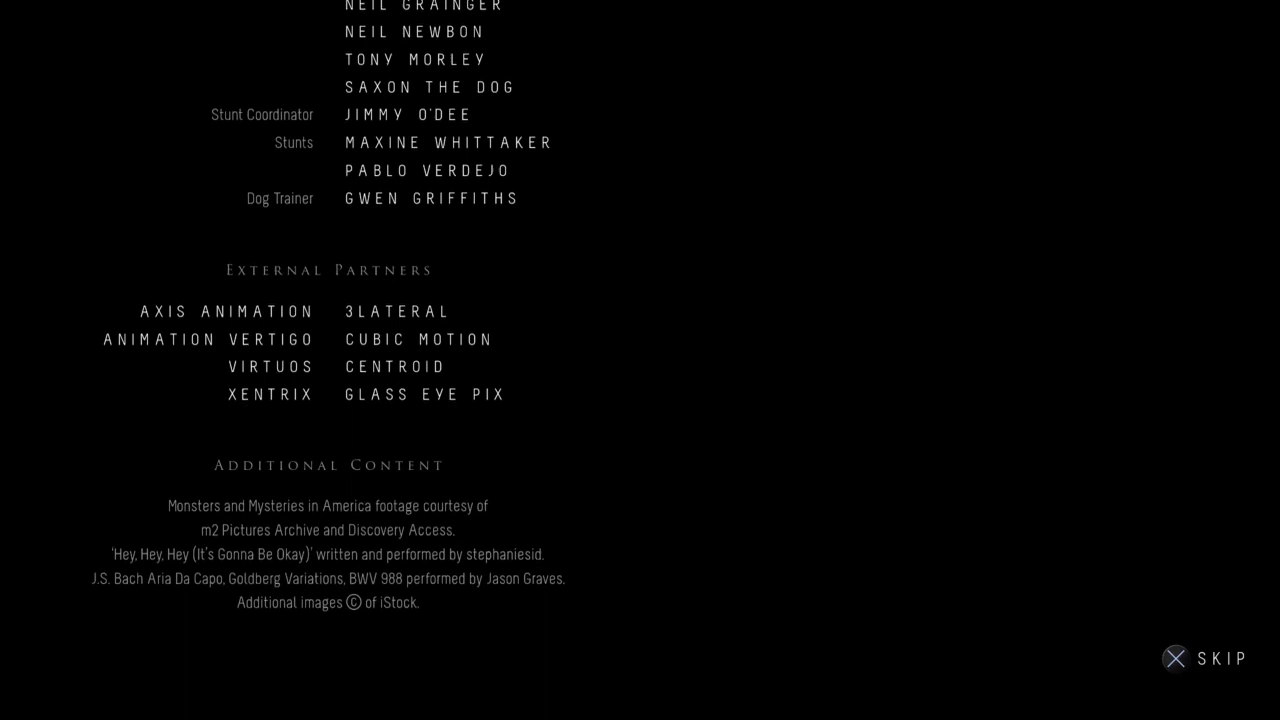 NEIL GRAINGER
NEIL NEWBON
TONY MORLEY
SAXON THE DOG
Stunt Coordinator JIMMY O'DEE
Stunts MAXINE WHITTAKER
PABLO VERDEJO
Dog Trainer GWEN GRIFFITHS
EXTERNAL PARTNERS
AXIS ANIMATION 3LATERAL
ANIMATION VERTIGO CUBIC MOTION
VIRTUOS CENTROID
XENTRIX GLASS EYE PIX
ADDITIONAL CONTENT
Monsters and Mysteries in America footage courtesy of
m2 Pictures Archive and Discovery Access.
'Hey, Hey, Hey (It's Gonna Be Okay)' written and performed by stephaniesid.
J.S. Bach Aria Da Capo, Goldberg Variations, BWV 988 performed by Jason Graves.
Additional images © of iStock.
SKIP